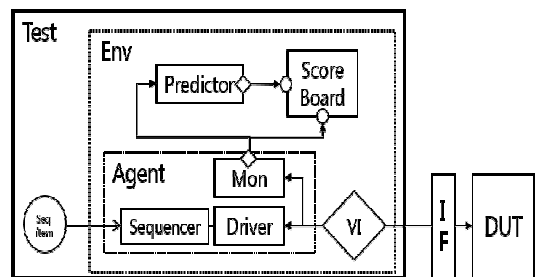 Test
Env
Predictor
Score
Board
Agent
Mon
Seq
item
Sequencer
Driver
VI
I
F
DUT